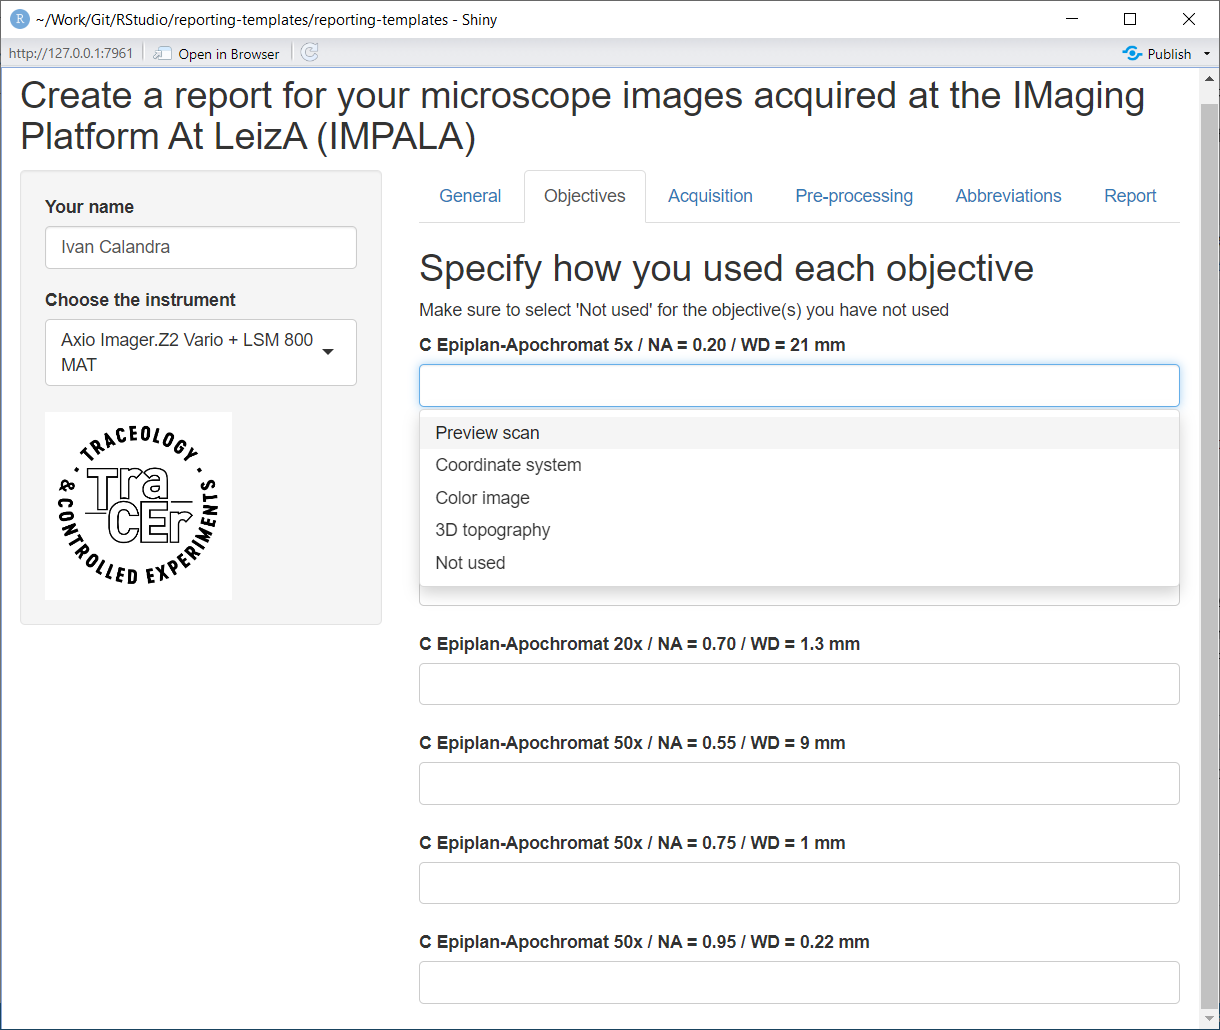 R ~/Work/Git/RStudio/reporting-templates/reporting-templates - Shiny
http://127.0.0.1:7961 Open in Browser Publish
Create a report for your microscope images acquired at the IMaging
Platform At LeizA (IMPALA)
Your name
Ivan Calandra
Choose the instrument
Axio Imager.Z2 Vario + LSM 800
MAT
· TRACEOLOGY ·
& CONTROLLED EXPERIMENTS
Tra
CEr
General Objectives Acquisition Pre-processing Abbreviations Report
Specify how you used each objective
Make sure to select 'Not used' for the objective(s) you have not used
C Epiplan-Apochromat 5x / NA = 0.20 / WD = 21 mm
Preview scan
Coordinate system
Color image
3D topography
Not used
C Epiplan-Apochromat 20x / NA = 0.70 / WD = 1.3 mm
C Epiplan-Apochromat 50x / NA = 0.55 / WD = 9 mm
C Epiplan-Apochromat 50x / NA = 0.75 / WD = 1 mm
C Epiplan-Apochromat 50x / NA = 0.95 / WD = 0.22 mm